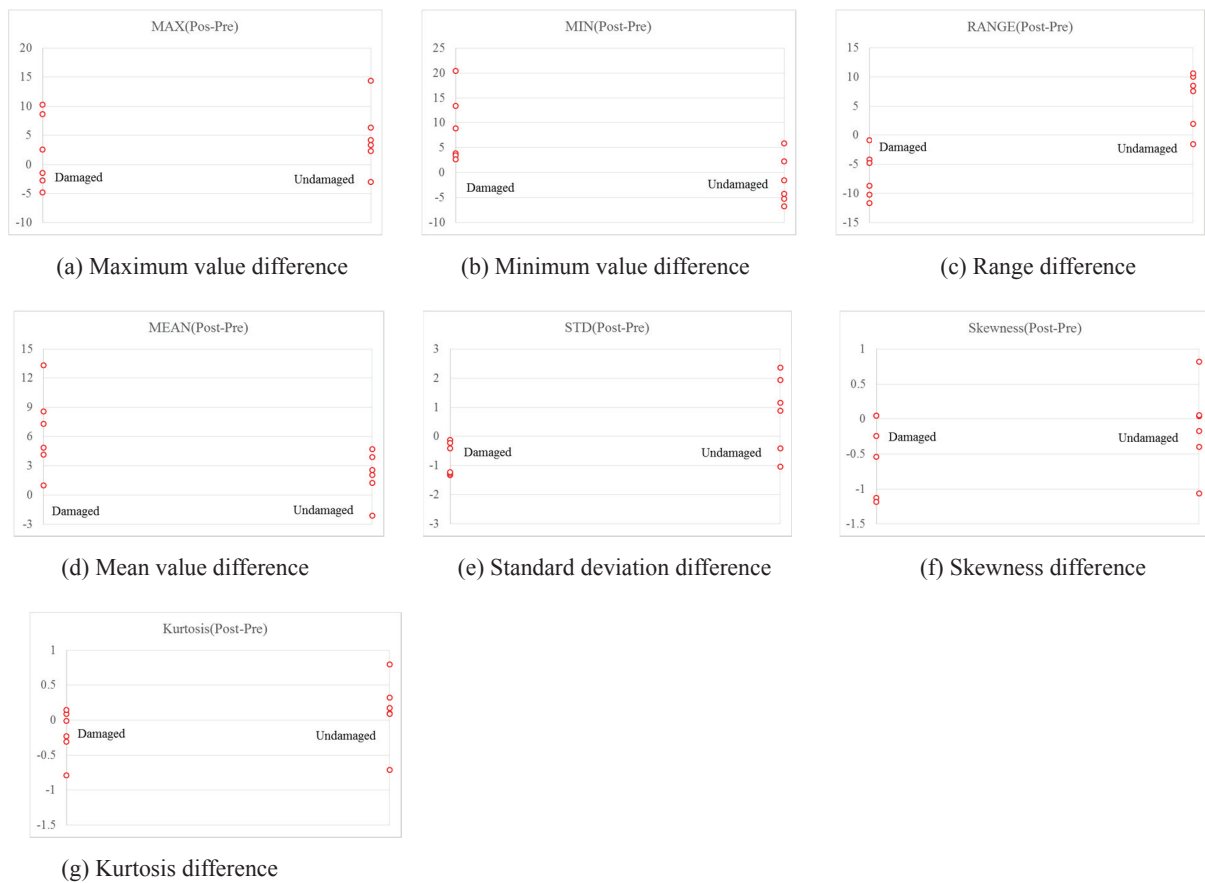 MAX(Pos-Pre)
20
15
10
5
0
-5
-10
Damaged
Undamaged
(a) Maximum value difference
MIN(Post-Pre)
25
20
15
10
5
0
-5
-10
Damaged
Undamaged
(b) Minimum value difference
RANGE(Post-Pre)
15
10
5
0
-5
-10
-15
Damaged
Undamaged
(c) Range difference
MEAN(Post-Pre)
15
12
9
6
3
0
-3
Damaged
Undamaged
(d) Mean value difference
STD(Post-Pre)
3
2
1
0
-1
-2
-3
Damaged
Undamaged
(e) Standard deviation difference
Skewness(Post-Pre)
1
0.5
0
-0.5
-1
-1.5
Damaged
Undamaged
(f) Skewness difference
Kurtosis(Post-Pre)
1
0.5
0
-0.5
-1
-1.5
Damaged
Undamaged
(g) Kurtosis difference